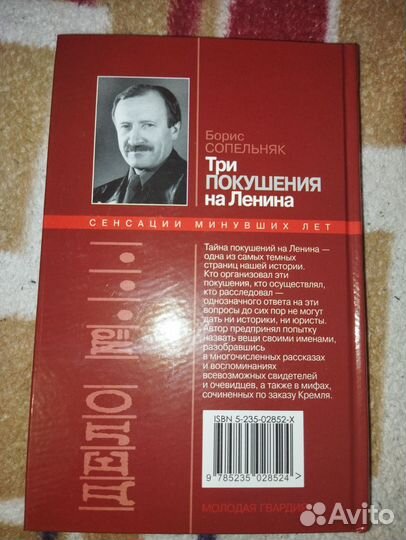 Борис
СОПЕЛЬНЯК
Три
ПОКУШЕНИЯ
на Ленина
СЕНСАЦИИ МИНУВШИХ ЛЕТ
Тайна покушений на Ленина —
одна из самых темных
страниц нашей истории.
Кто организовал эти
покушения, кто осуществлял,
кто расследовал —
однозначного ответа на эти
вопросы до сих пор не могут
дать ни историки, ни юристы.
Автор предпринял попытку
назвать вещи своими именами,
разобравшись
в многочисленных рассказах
и воспоминаниях
всевозможных свидетелей
и очевидцев, а также в мифах,
сочиненных по заказу Кремля.
ДЕЛО №....
ISBN 5-235-02852-X
9 785235 028524 >
МОЛОДАЯ ГВАРДИЯ
Avito